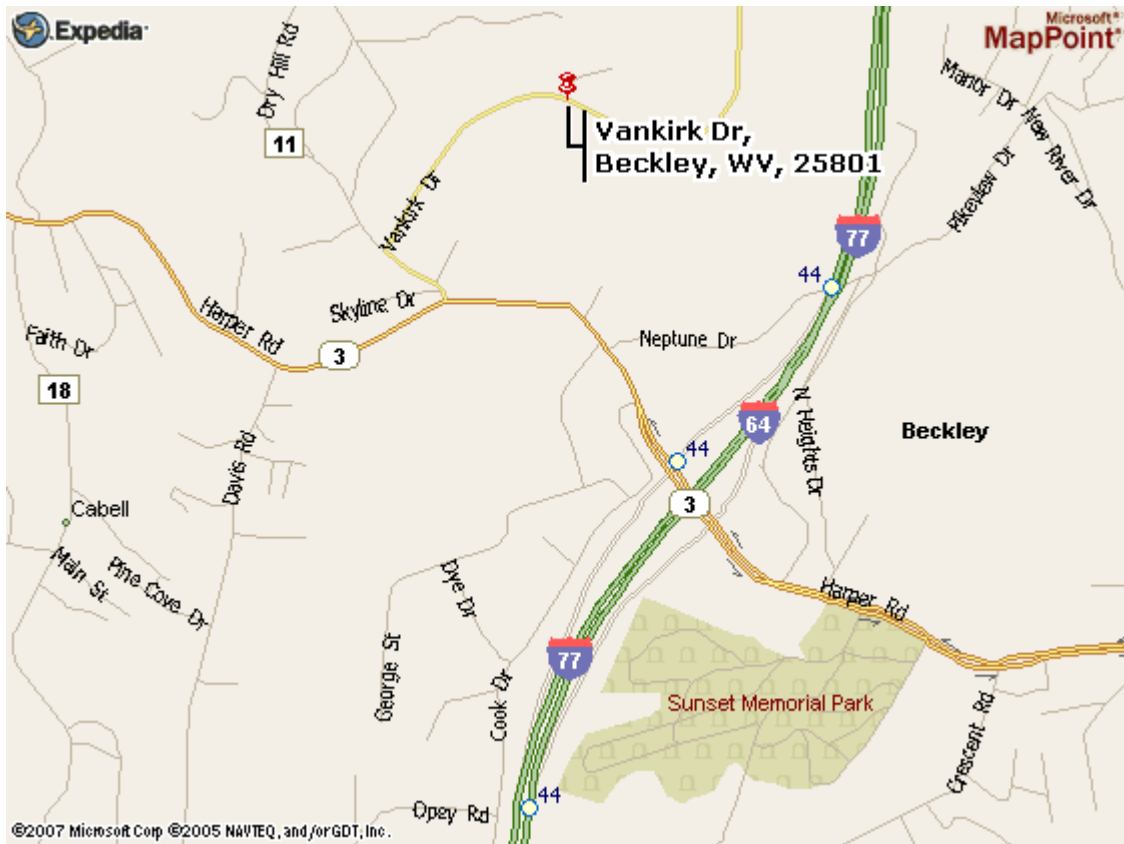 Expedia
Microsoft®
MapPoint®
Dry Hill Rd
Manor Dr
New River Dr
11
Vankirk Dr,
Beckley, WV, 25801
Pikeview Dr
Vankirk Dr
77
44
Skyline Dr
Harper Rd
Neptune Dr
Faith Dr
3
18
64
N Heights Dr
Beckley
44
Davis Rd
3
Cabell
Main St
Pine Cove Dr
Dye Dr
Harper Rd
George St
77
Cook Dr
Sunset Memorial Park
Crescent Rd
44
Opey Rd
©2007 Microsoft Corp ©2005 NAVTEQ, and/or GDT, Inc.